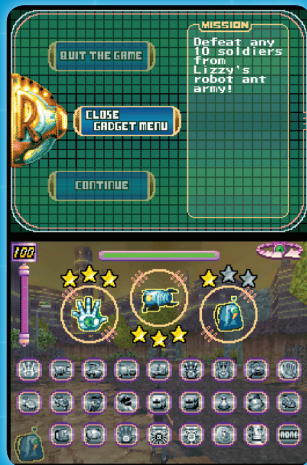 MISSION
QUIT THE GAME
Defeat any
10 soldiers
from
Lizzy's
robot ant
army!
R
CLOSE
GADGET MENU
CONTINUE
100
NONE